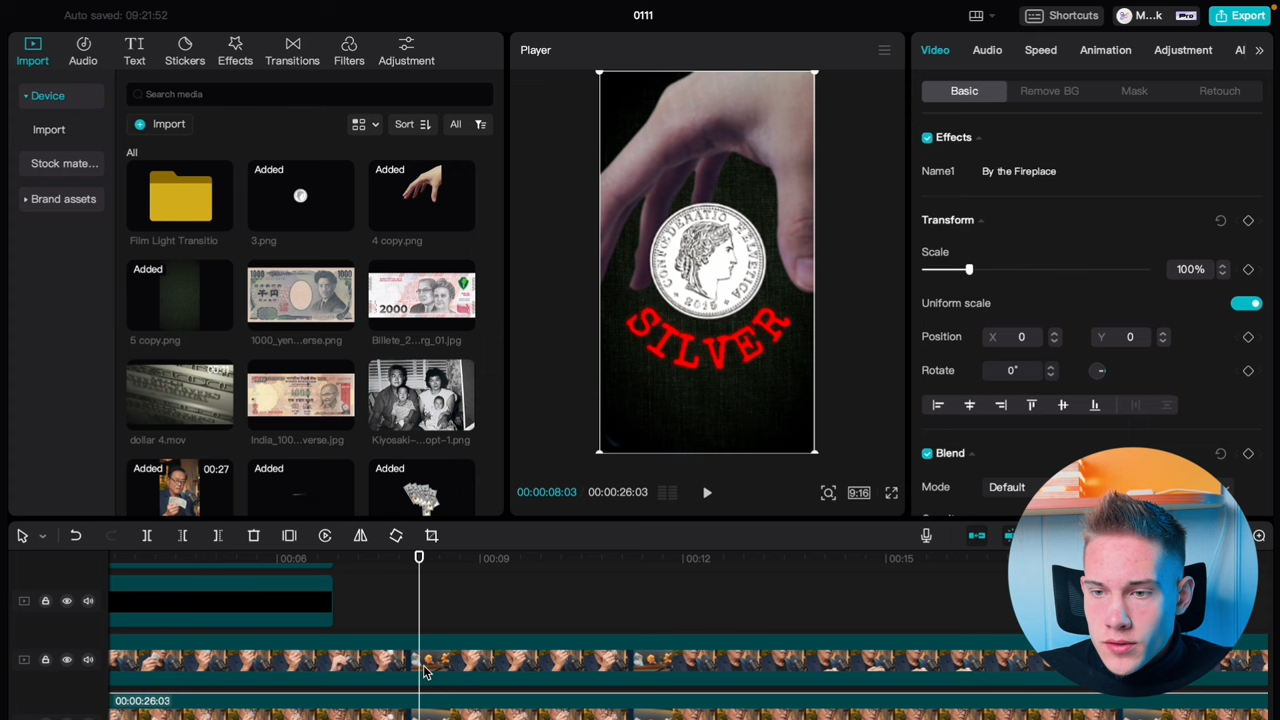 Auto saved: 09:21:52
0111
Shortcuts
M...k
Pro
Export
Import
Audio
Text
Stickers
Effects
Transitions
Filters
Adjustment
Device
Import
Stock mate...
Brand assets
Search media
Import
Sort
All
All
Film Light Transitio
Added
3.png
Added
4 copy.png
Added
5 copy.png
1000_yen...erse.png
Billete_2...rg_01.jpg
00:31
dollar 4.mov
India_100...verse.jpg
Kiyosaki-...opt-1.png
Added
00:27
Added
Added
Player
CONFŒDERATIO HELVETICA
2015
SILVER
00:00:08:03
00:00:26:03
9:16
Video
Audio
Speed
Animation
Adjustment
AI
Basic
Remove BG
Mask
Retouch
Effects
Name1
By the Fireplace
Transform
Scale
100%
Uniform scale
Position
X
0
Y
0
Rotate
0°
Blend
Mode
Default
00:06
00:09
00:12
00:15
00:00:26:03